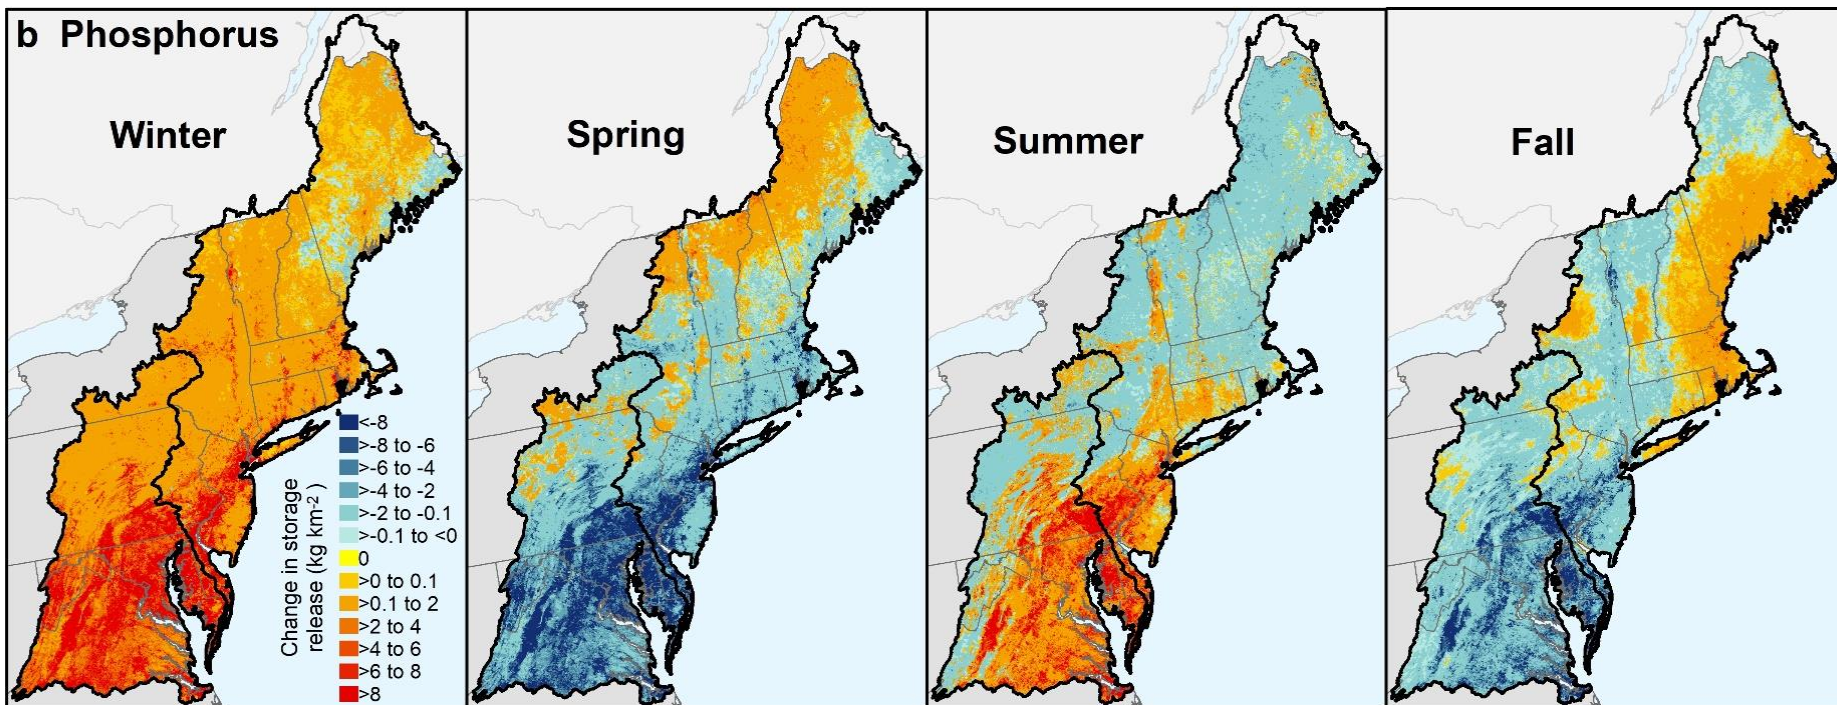 b Phosphorus
Winter
Spring
Summer
Fall
Change in storage
release (kg km-2)
<-8
>-8 to -6
>-6 to -4
>-4 to -2
>-2 to -0.1
>-0.1 to <0
0
>0 to 0.1
>0.1 to 2
>2 to 4
>4 to 6
>6 to 8
>8